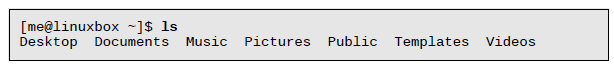 [me@linuxbox ~]$ ls
Desktop  Documents  Music  Pictures  Public  Templates  Videos